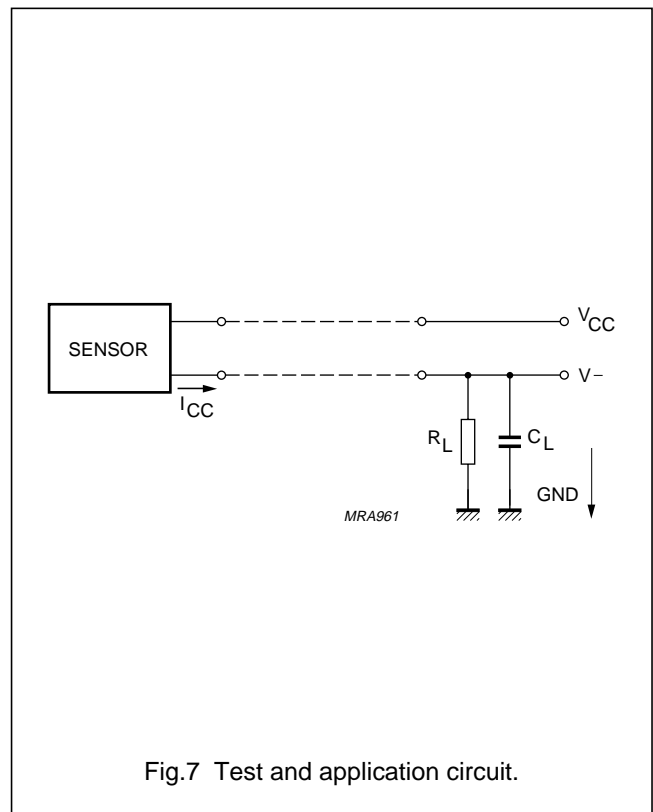 VCC
SENSOR
V−
ICC
RL
CL
GND
MRA961
Fig.7 Test and application circuit.